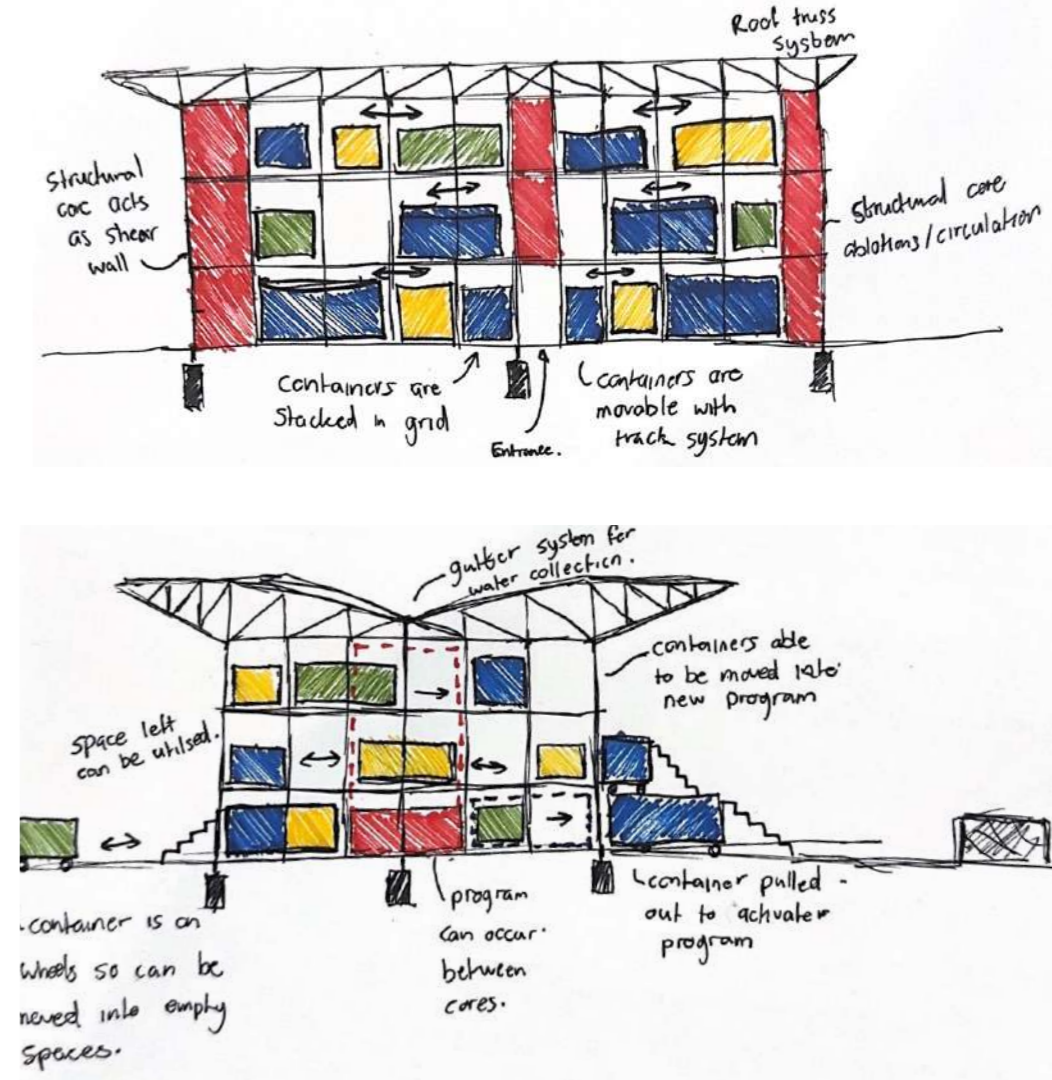 Roof truss
system
Structural
core acts
as shear
wall
structural core
ablutions/circulation
containers are
stacked in grid
Entrance.
containers are
movable with
track system
gutter system for
water collection.
containers able
to be moved into
new program
space left
can be utilised.
container is on
wheels so can be
moved into empty
spaces.
program
can occur
between
cores.
container pulled
out to activate
program